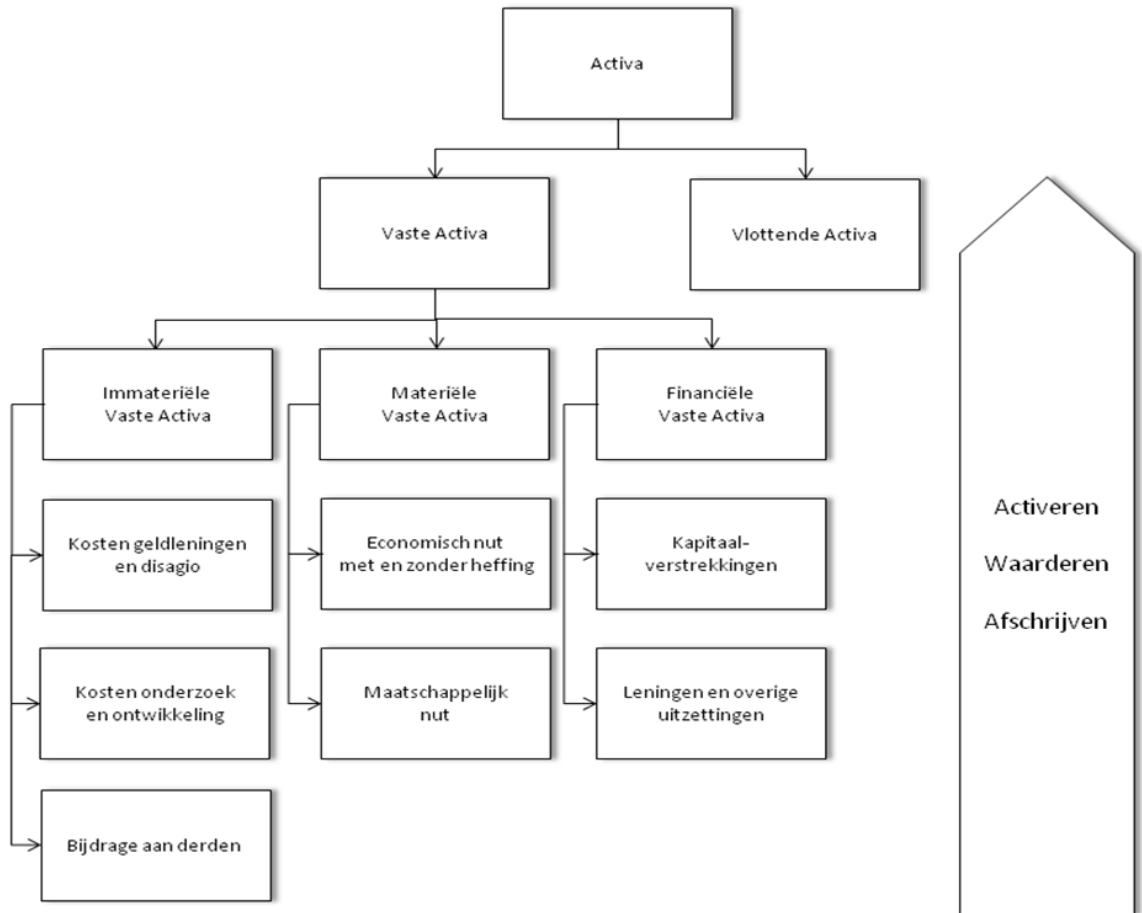 Activa
Vaste Activa
Vlottende Activa
Immateriële
Vaste Activa
Materiële
Vaste Activa
Financiële
Vaste Activa
Kosten geldleningen
en disagio
Economisch nut
met en zonder heffing
Kapitaal-
verstrekkingen
Kosten onderzoek
en ontwikkeling
Maatschappelijk
nut
Leningen en overige
uitzettingen
Bijdrage aan derden
Activeren
Waarderen
Afschrijven